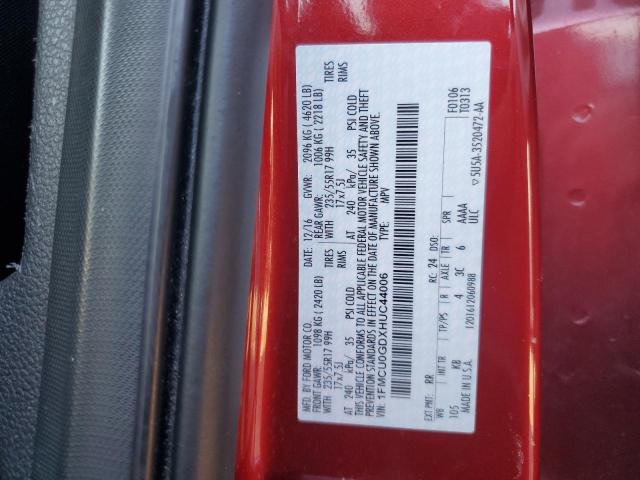 MFD. BY FORD MOTOR CO.
DATE: 12/16 GVWR: 2096 KG ( 4620 LB)
FRONT GAWR: 1098 KG ( 2420 LB) REAR GAWR: 1006 KG ( 2218 LB)
WITH 235/55R17 99H TIRES WITH 235/55R17 99H TIRES
17x7.5J RIMS 17x7.5J RIMS
AT 240 kPa/ 35 PSI COLD AT 240 kPa/ 35 PSI COLD
THIS VEHICLE CONFORMS TO ALL APPLICABLE FEDERAL MOTOR VEHICLE SAFETY AND THEFT
PREVENTION STANDARDS IN EFFECT ON THE DATE OF MANUFACTURE SHOWN ABOVE.
VIN: 1FMCU0GDXHUC44006 TYPE: MPV
F0106
T0313
EXT PNT: RR RC: 24 DSO:
WB INT TR TP/PS R AXLE TR SPR
105 KB 4 3C 6 AAAA
ULC
MADE IN U.S.A. 1201612060988 5U5A-3520472-AA